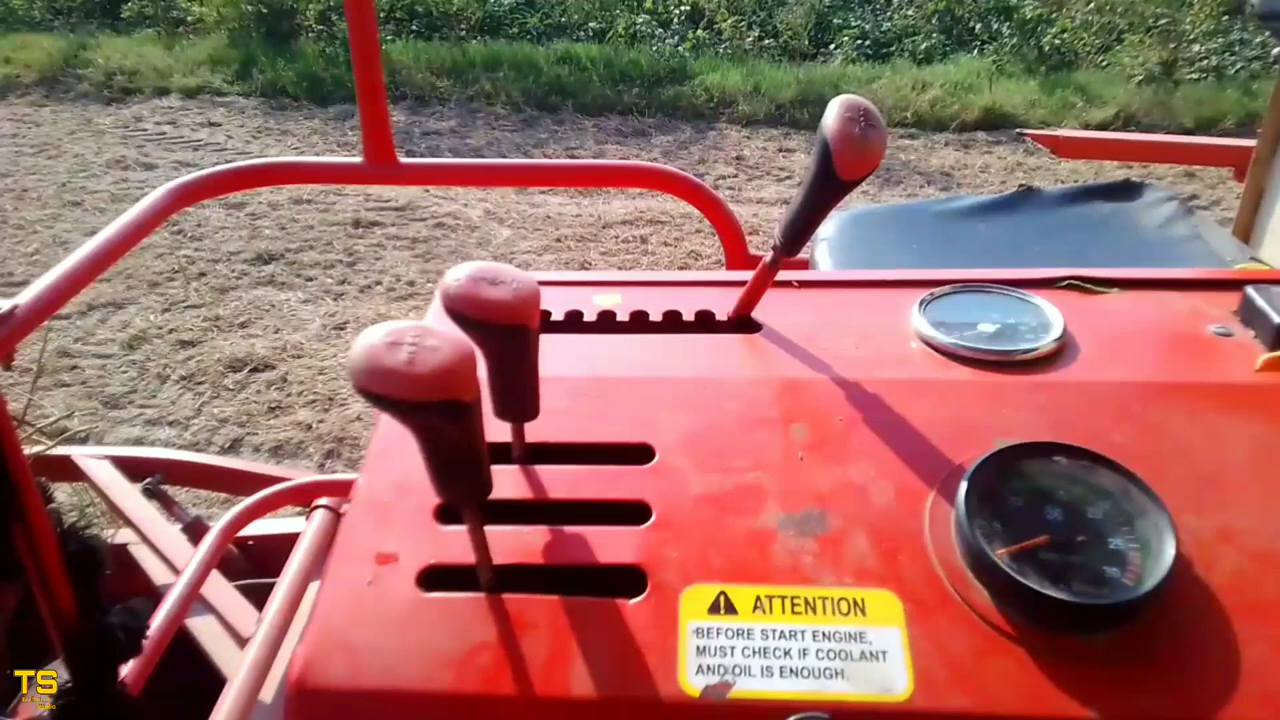 ATTENTION
BEFORE START ENGINE,
MUST CHECK IF COOLANT
AND OIL IS ENOUGH.
TS